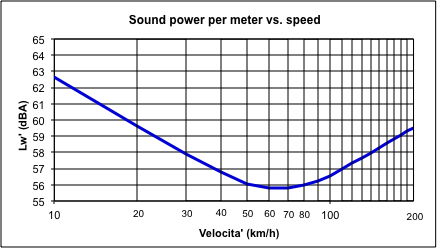 Sound power per meter vs. speed
Lw' (dBA)
65
64
63
62
61
60
59
58
57
56
55
10 20 30 40 50 60 70 80 100 200
Velocita' (km/h)